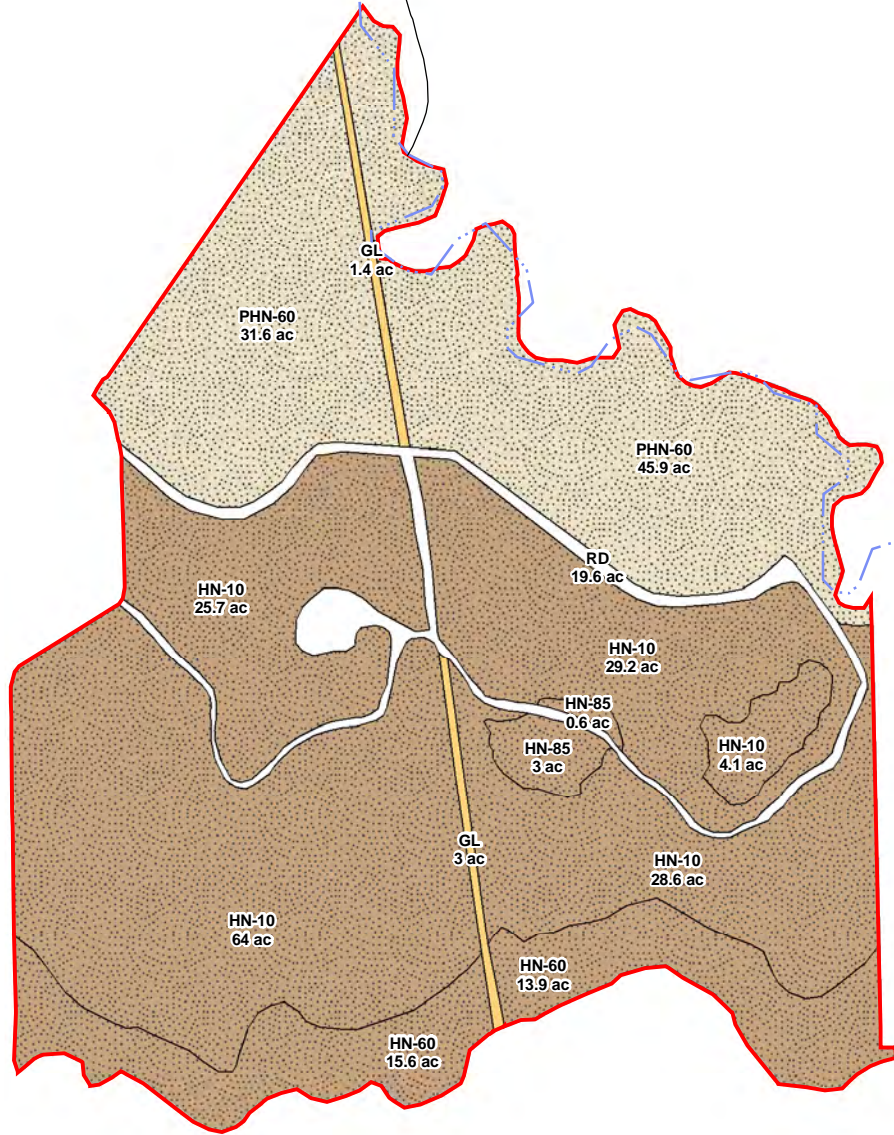 GL
1.4 ac
PHN-60
31.6 ac
PHN-60
45.9 ac
RD
19.6 ac
HN-10
25.7 ac
HN-10
29.2 ac
HN-85
0.6 ac
HN-85
3 ac
HN-10
4.1 ac
GL
3 ac
HN-10
28.6 ac
HN-10
64 ac
HN-60
13.9 ac
HN-60
15.6 ac